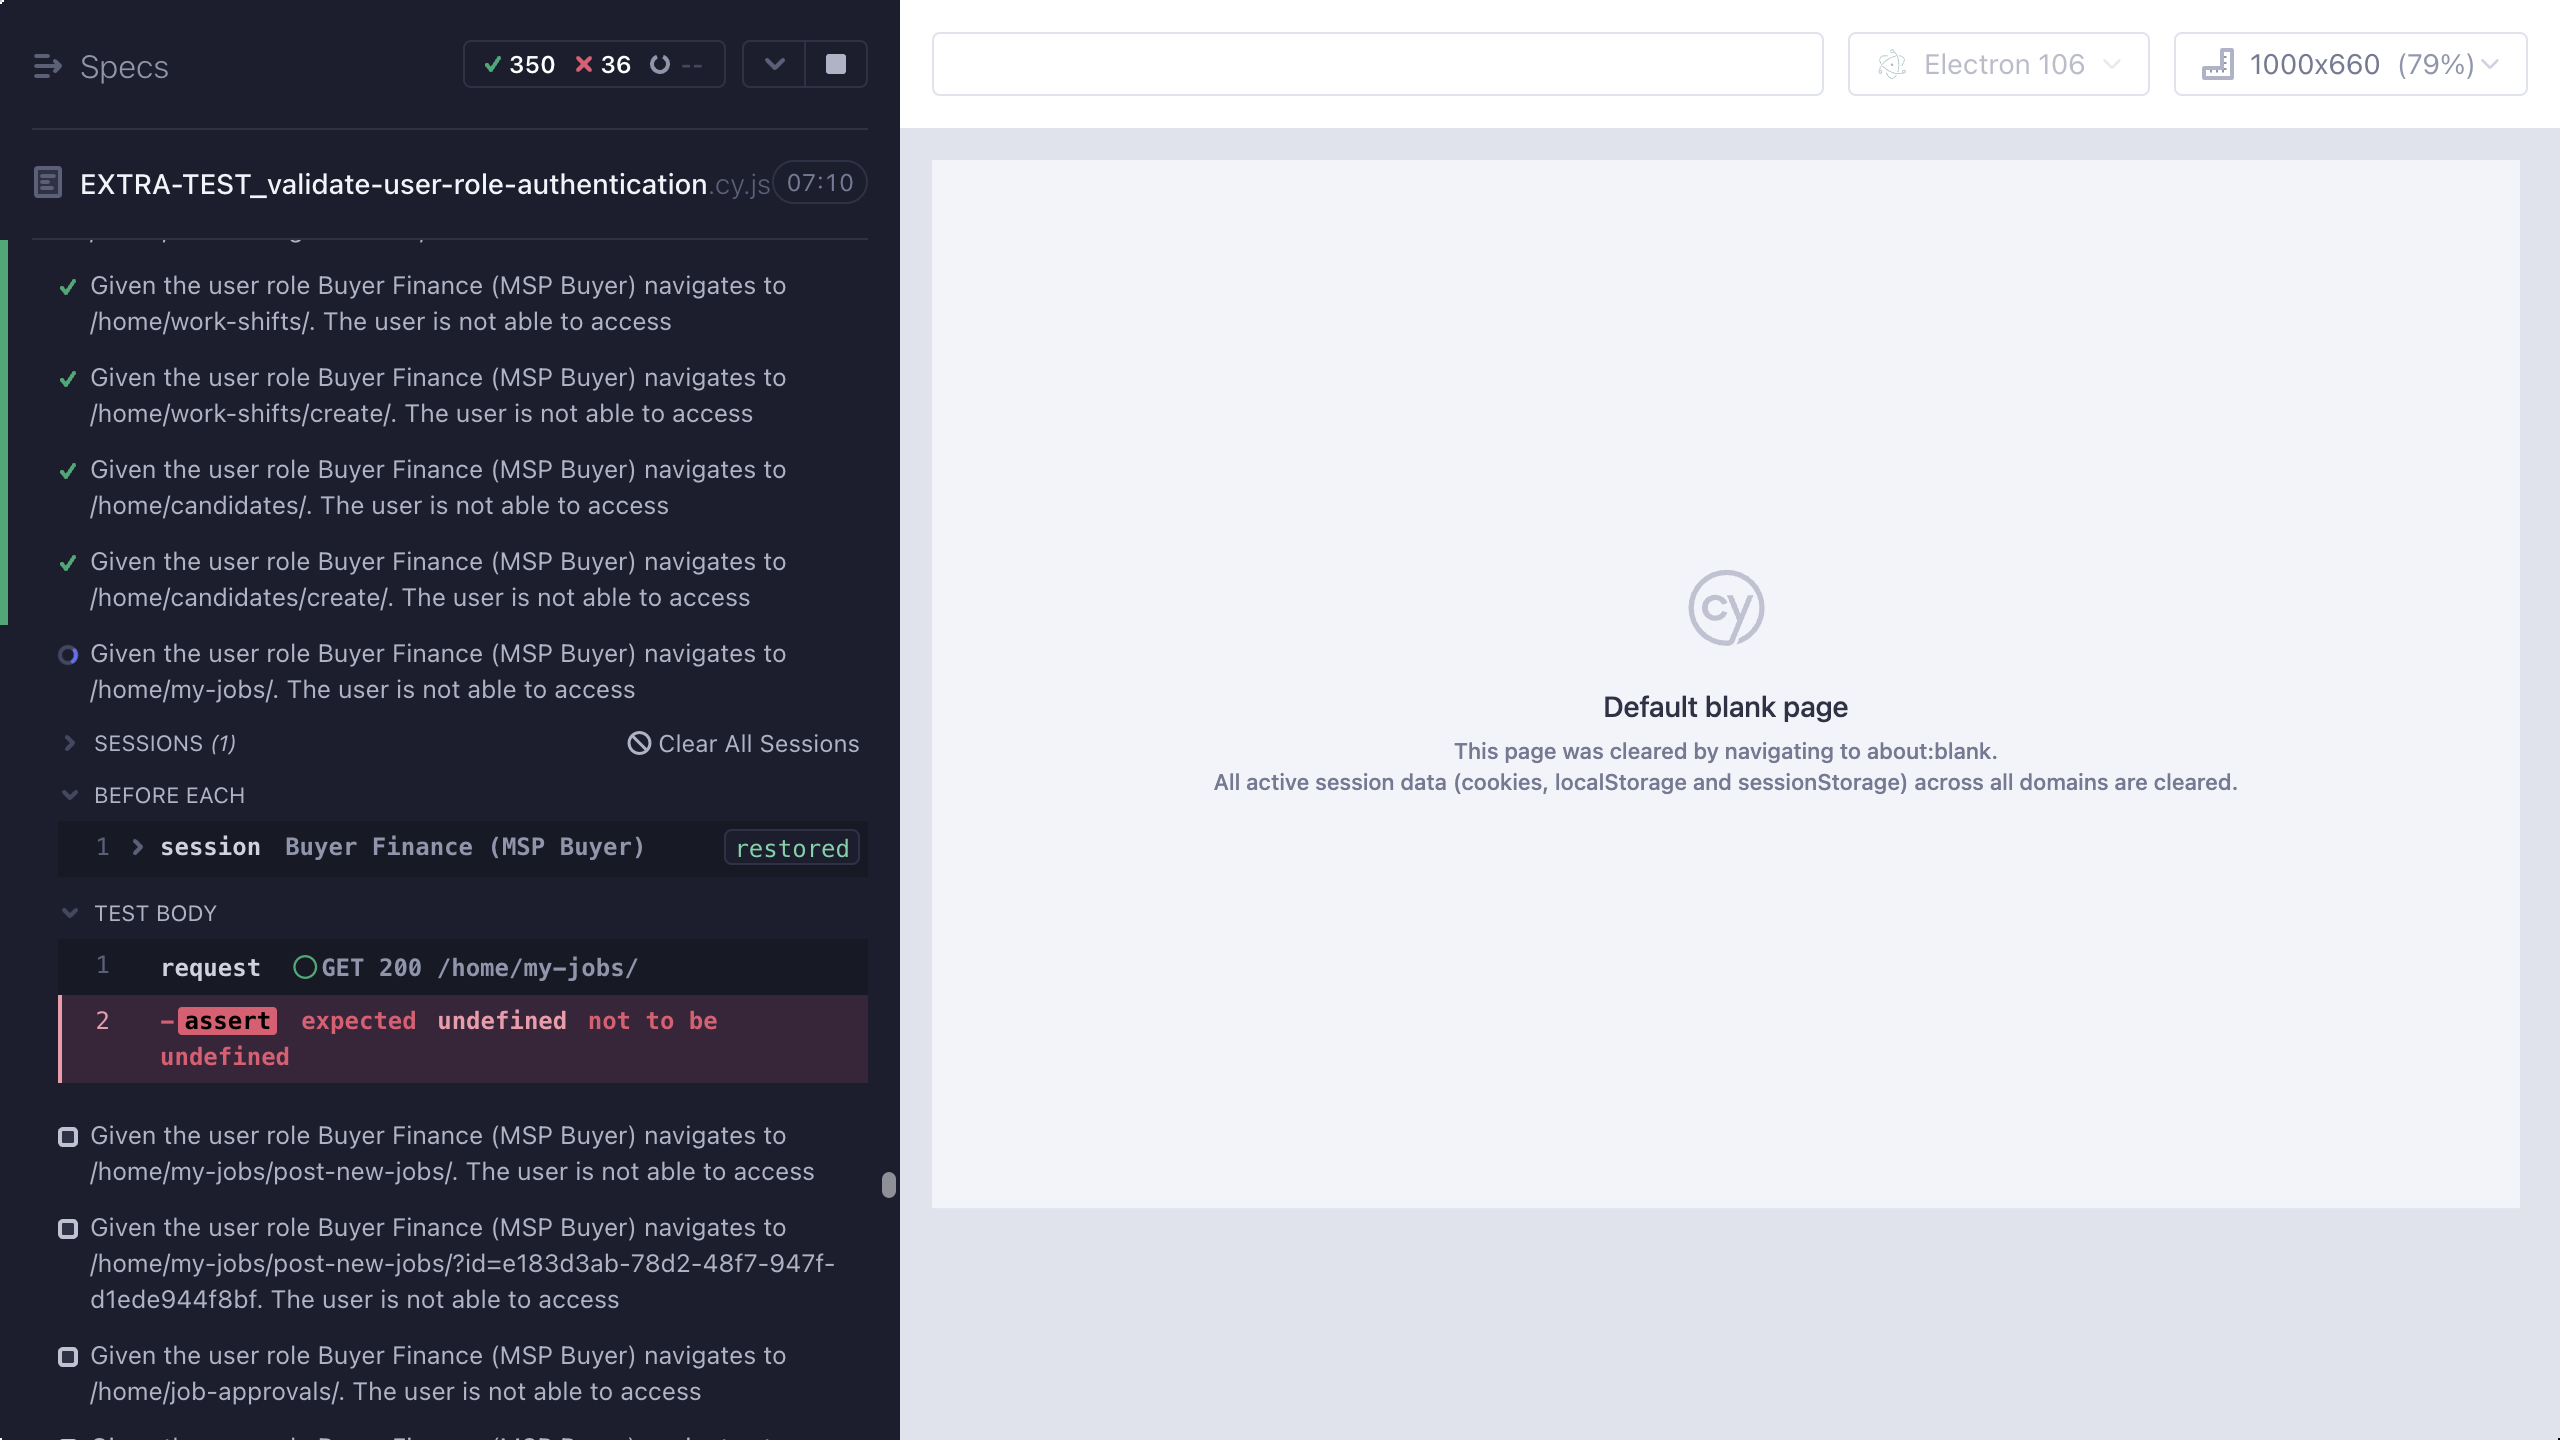 Specs
350 36 --
EXTRA-TEST_validate-user-role-authentication.cy.js 07:10
Given the user role Buyer Finance (MSP Buyer) navigates to
/home/work-shifts/. The user is not able to access
Given the user role Buyer Finance (MSP Buyer) navigates to
/home/work-shifts/create/. The user is not able to access
Given the user role Buyer Finance (MSP Buyer) navigates to
/home/candidates/. The user is not able to access
Given the user role Buyer Finance (MSP Buyer) navigates to
/home/candidates/create/. The user is not able to access
Given the user role Buyer Finance (MSP Buyer) navigates to
/home/my-jobs/. The user is not able to access
SESSIONS (1) Clear All Sessions
BEFORE EACH
1 session Buyer Finance (MSP Buyer) restored
TEST BODY
1 request GET 200 /home/my-jobs/
2 -assert expected undefined not to be
undefined
Given the user role Buyer Finance (MSP Buyer) navigates to
/home/my-jobs/post-new-jobs/. The user is not able to access
Given the user role Buyer Finance (MSP Buyer) navigates to
/home/my-jobs/post-new-jobs/?id=e183d3ab-78d2-48f7-947f-
d1ede944f8bf. The user is not able to access
Given the user role Buyer Finance (MSP Buyer) navigates to
/home/job-approvals/. The user is not able to access
Electron 106
1000x660 (79%)
cy
Default blank page
This page was cleared by navigating to about:blank.
All active session data (cookies, localStorage and sessionStorage) across all domains are cleared.